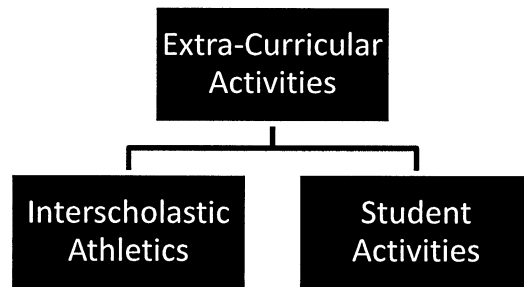 Extra-Curricular
Activities
Interscholastic
Athletics
Student
Activities